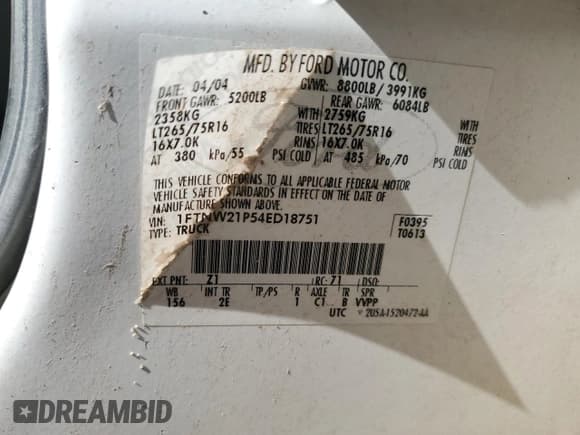 MFD. BY FORD MOTOR CO.
DATE: 04/04 GVWR: 8800LB / 3991KG
FRONT GAWR: 5200LB REAR GAWR: 6084LB
2358KG WITH 2759KG WITH
LT265/75R16 TIRES LT265/75R16 TIRES
16X7.0K RINS 16X7.0K RINS
AT 380 kPa/55 PSI COLD AT 485 kPa/70 PSI COLD
THIS VEHICLE CONFORMS TO ALL APPLICABLE FEDERAL MOTOR
VEHICLE SAFETY STANDARDS IN EFFECT ON THE DATE OF
MANUFACTURE SHOWN ABOVE.
VIN: 1FTNW21P54ED18751 F0395
TYPE: TRUCK T0613
EXT PNT: Z1 RC: 71 DSO:
WB INT TR TP/PS R AXLE TR SPR
156 2E 1 C1 B VVPP
UTC 2U5A-1520472-AA
DREAMBID